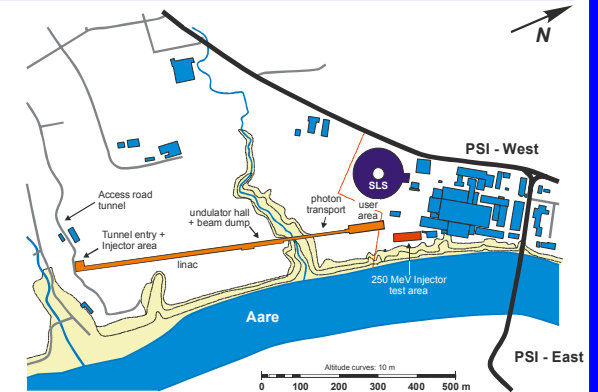 N
PSI - West
SLS
Access road
tunnel
undulator hall
+ beam dump
photon
transport
user
area
Tunnel entry +
Injector area
linac
250 MeV Injector
test area
Aare
PSI - East
Altitude curves: 10 m
0 100 200 300 400 500 m